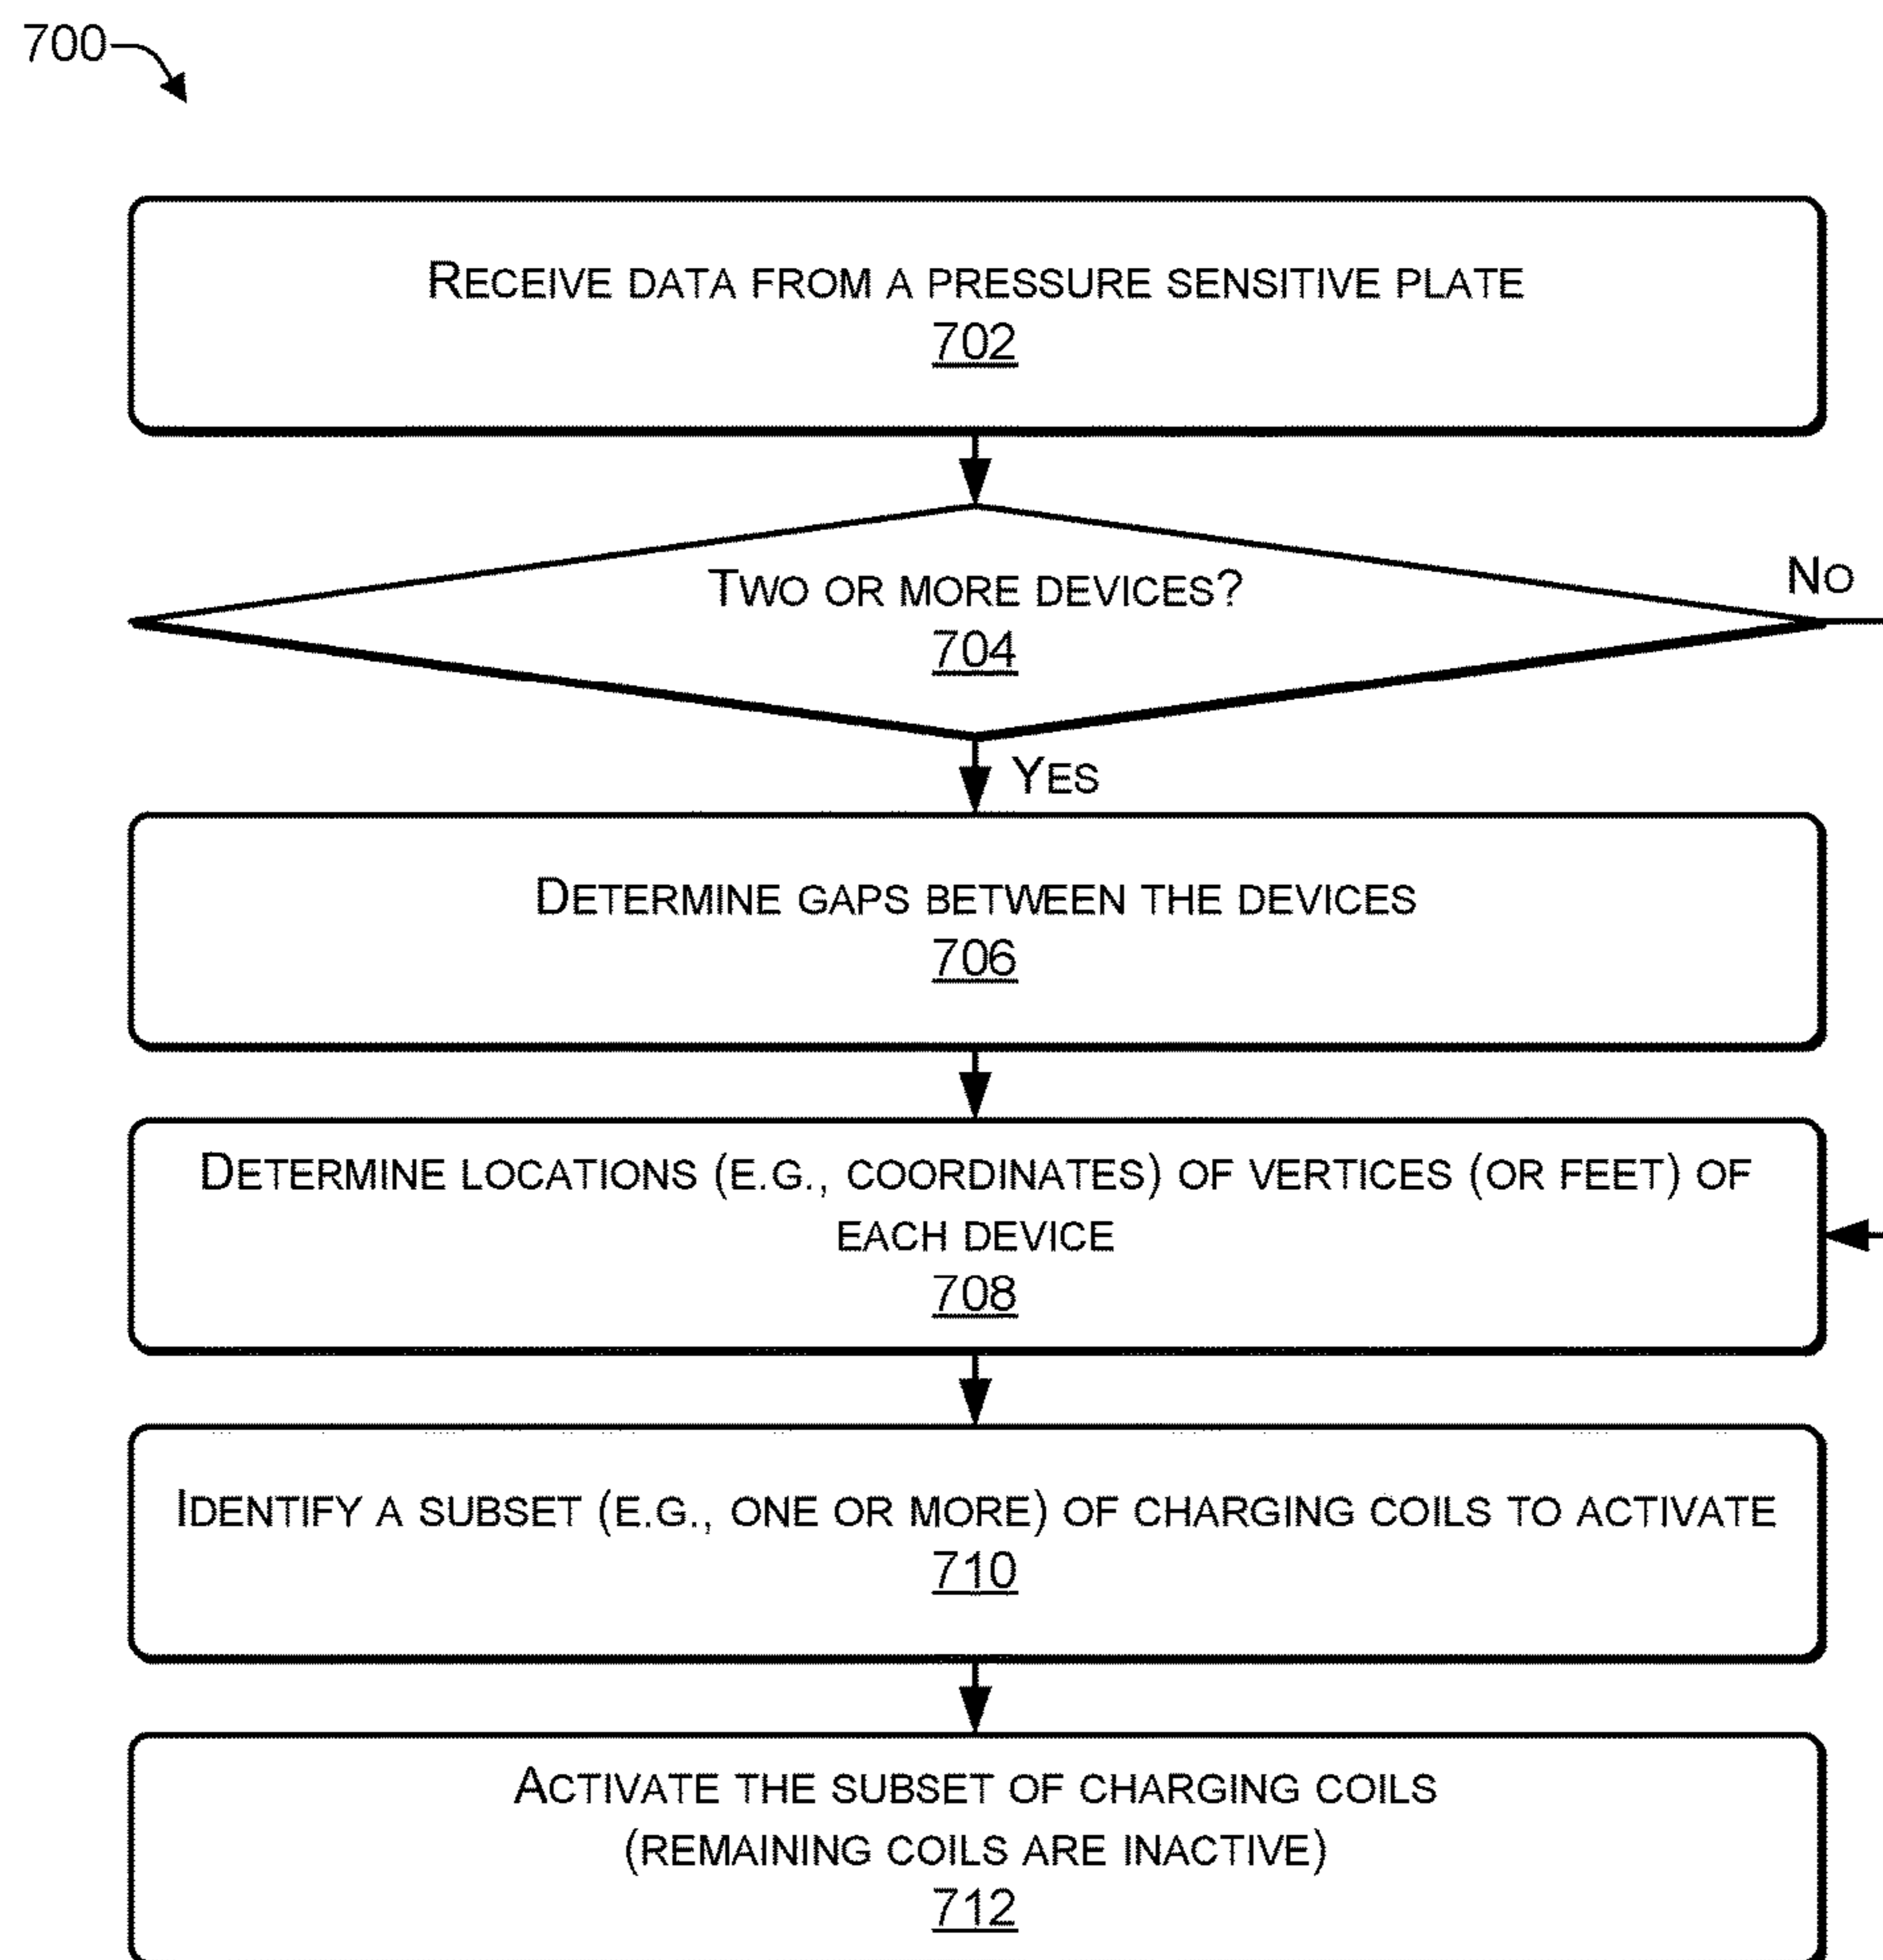 700
RECEIVE DATA FROM A PRESSURE SENSITIVE PLATE
702
TWO OR MORE DEVICES?
704
NO
YES
DETERMINE GAPS BETWEEN THE DEVICES
706
DETERMINE LOCATIONS (E.G., COORDINATES) OF VERTICES (OR FEET) OF
EACH DEVICE
708
IDENTIFY A SUBSET (E.G., ONE OR MORE) OF CHARGING COILS TO ACTIVATE
710
ACTIVATE THE SUBSET OF CHARGING COILS
(REMAINING COILS ARE INACTIVE)
712